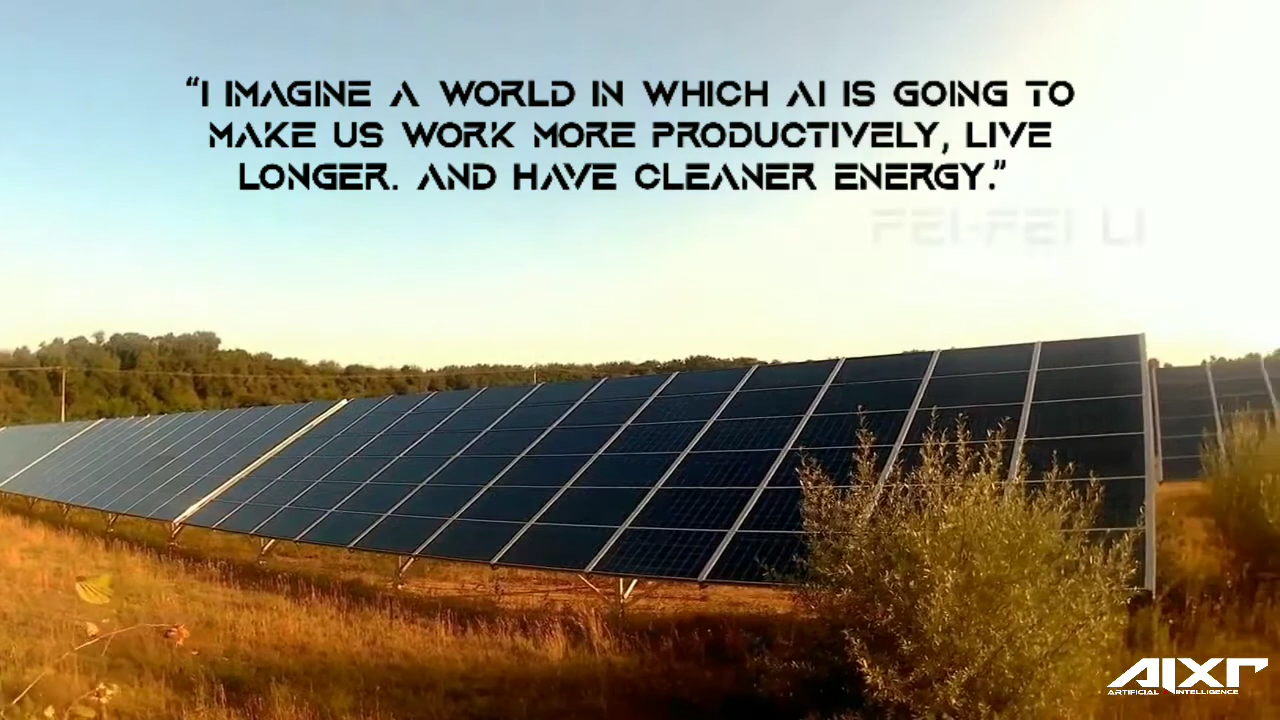 “I IMAGINE A WORLD IN WHICH AI IS GOING TO
MAKE US WORK MORE PRODUCTIVELY, LIVE
LONGER. AND HAVE CLEANER ENERGY.”
FEI-FEI LI
AIXR
ARTIFICIAL INTELLIGENCE